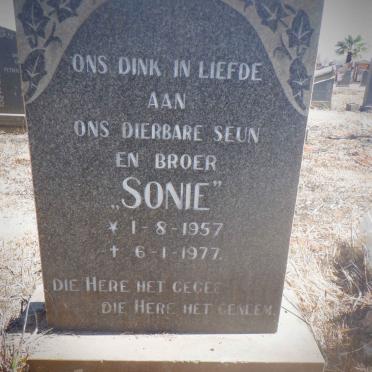 ONS DINK IN LIEFDE
AAN
ONS DIERBARE SEUN
EN BROER
„SONIE"
* 1-8-1957
+ 6-1-1977.
DIE HERE HET GEGEE
DIE HERE HET GENEEM.